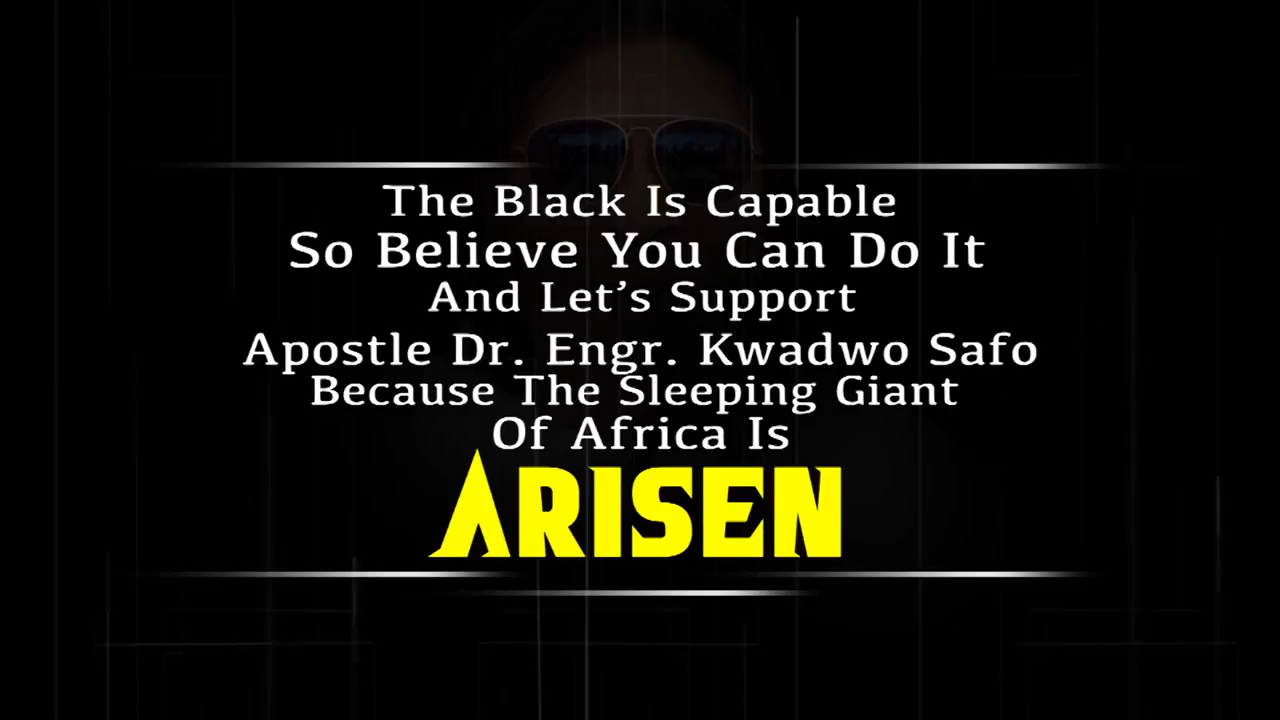 The Black Is Capable
So Believe You Can Do It
And Let’s Support
Apostle Dr. Engr. Kwadwo Safo
Because The Sleeping Giant
Of Africa Is
ARISEN